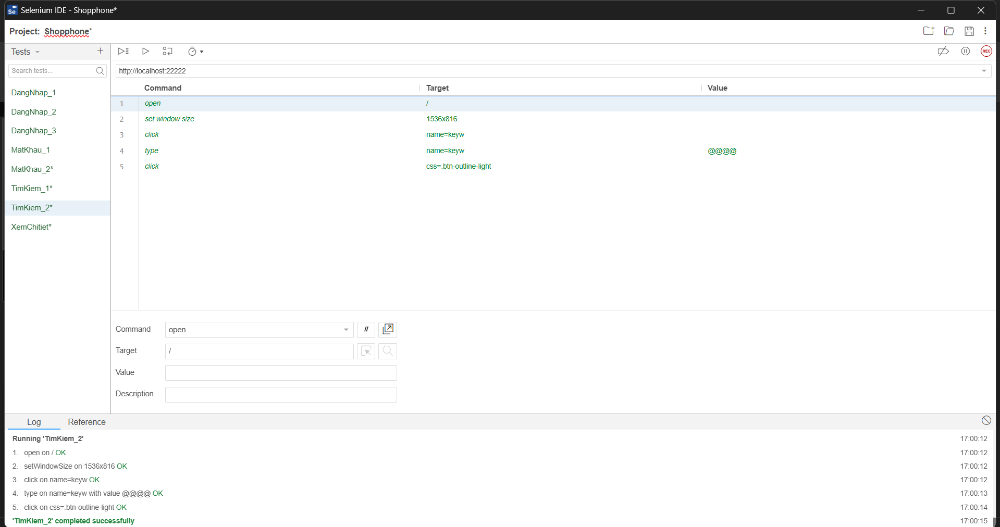 Selenium IDE - Shopphone*
Project: Shopphone*
Tests
Search tests...
DangNhap_1
DangNhap_2
DangNhap_3
MatKhau_1
MatKhau_2*
TimKiem_1*
TimKiem_2*
XemChitiet*
REC
http://localhost:22222
Command Target Value
1 open /
2 set window size 1536x816
3 click name=keyw
4 type name=keyw @@@@
5 click css=.btn-outline-light
Command open //
Target /
Value
Description
Log Reference
Running 'TimKiem_2' 17:00:12
1. open on / OK 17:00:12
2. setWindowSize on 1536x816 OK 17:00:12
3. click on name=keyw OK 17:00:12
4. type on name=keyw with value @@@@ OK 17:00:13
5. click on css=.btn-outline-light OK 17:00:14
'TimKiem_2' completed successfully 17:00:15